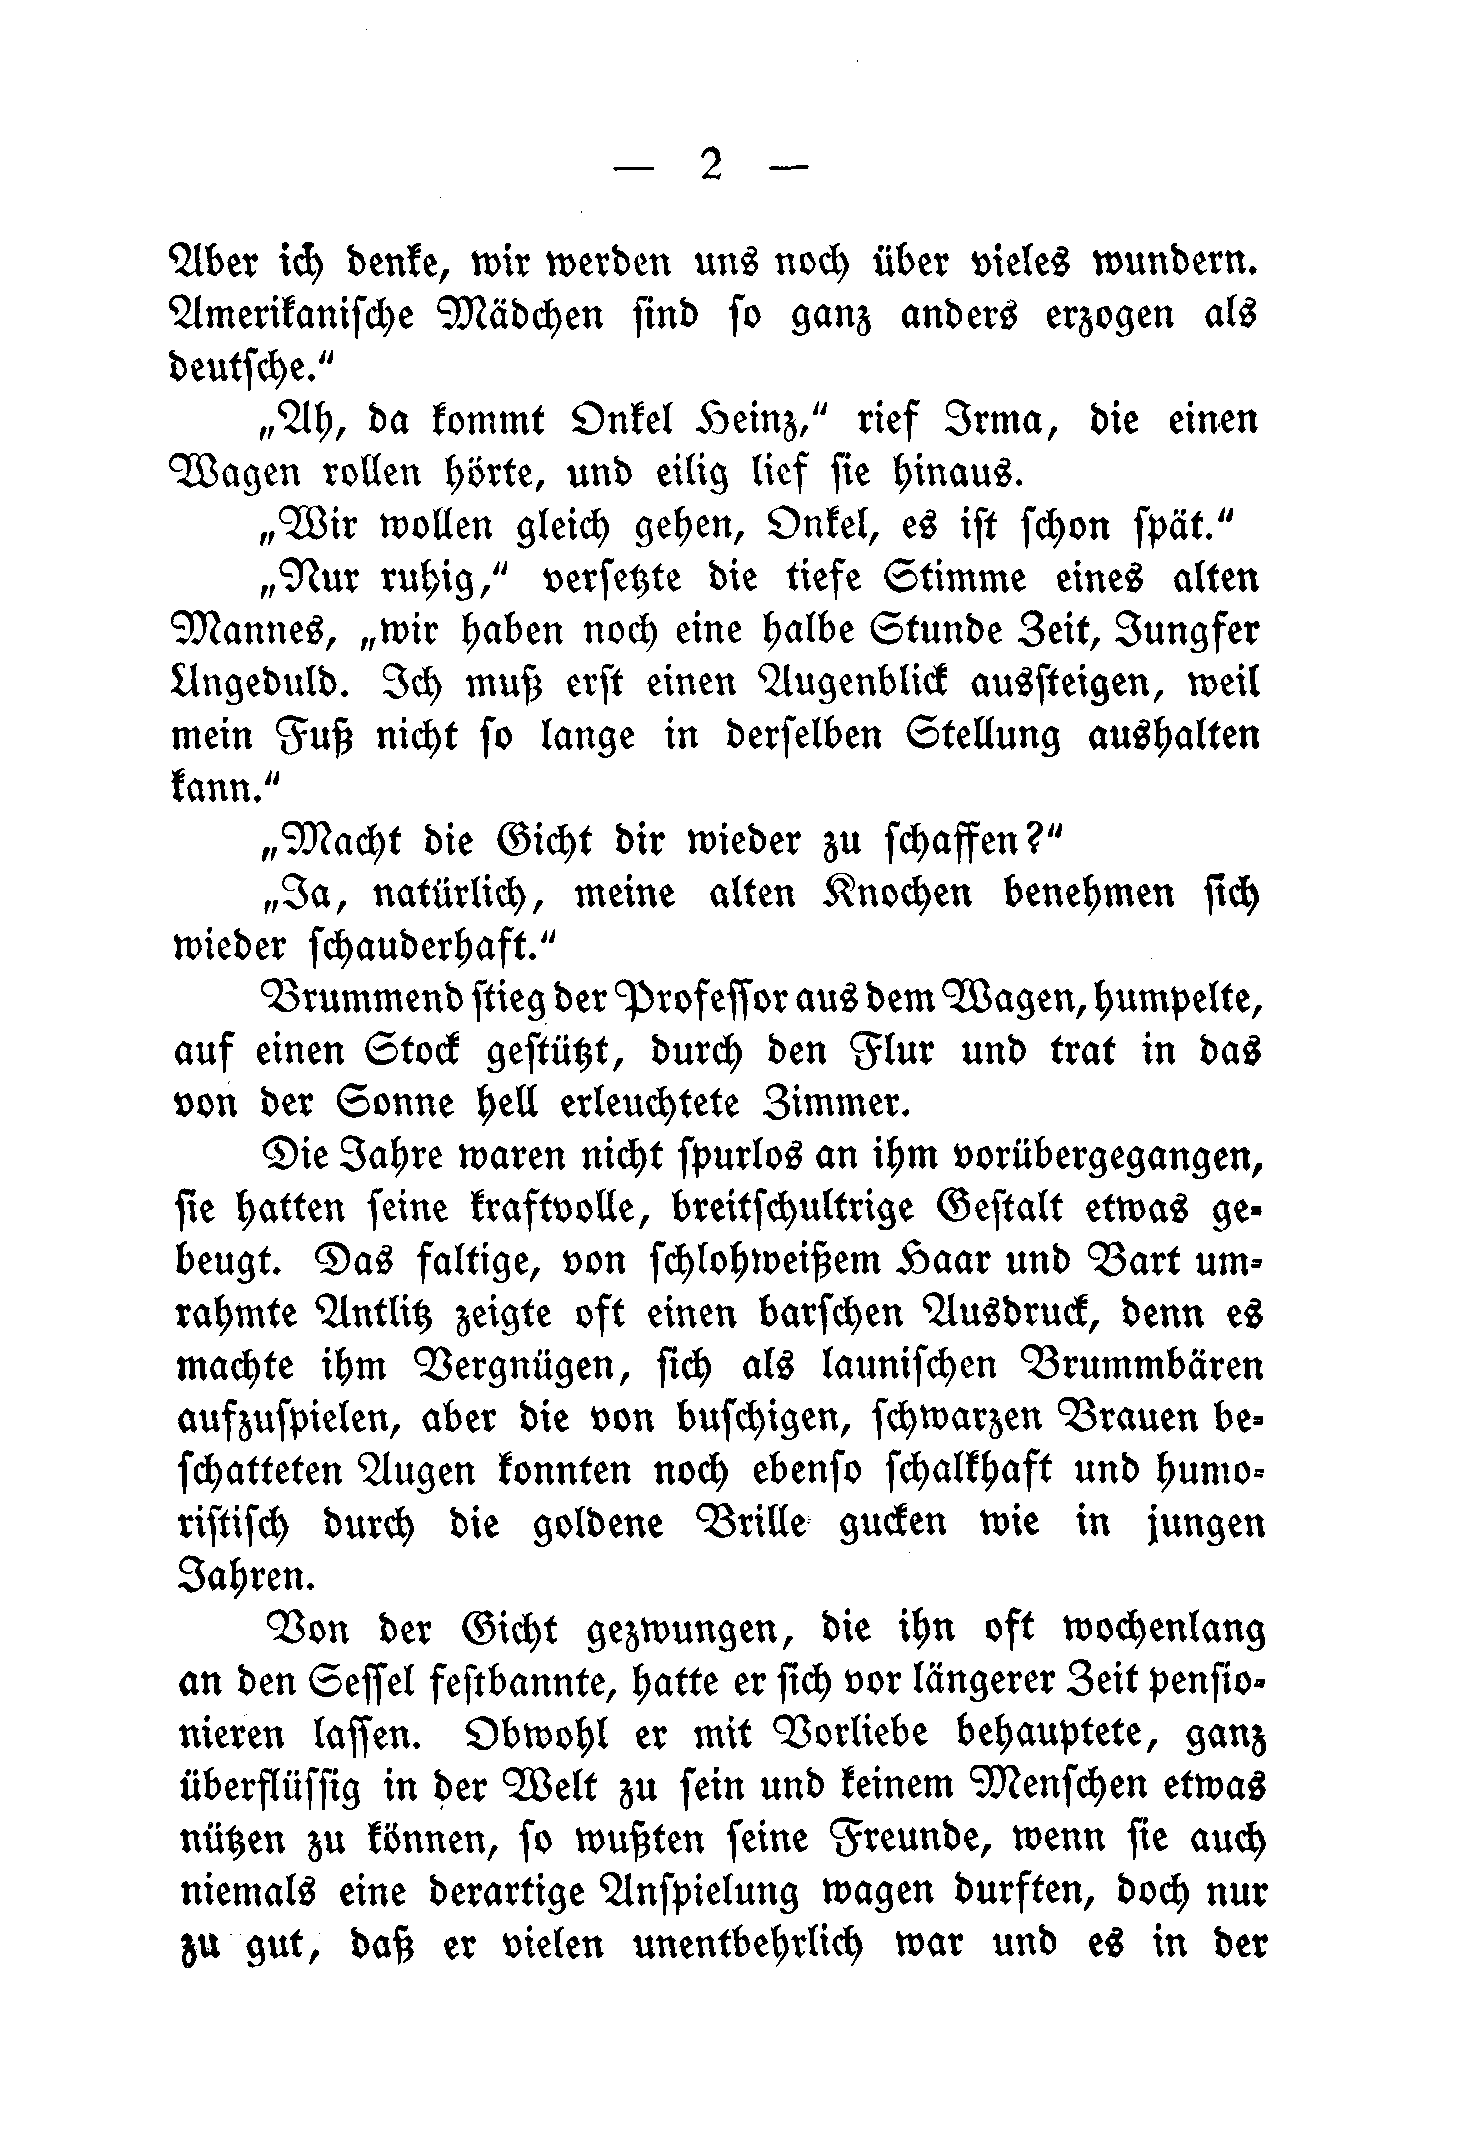 — 2 —
Aber ich denke, wir werden uns noch über vieles wundern.
Amerikaniſche Mädchen ſind ſo ganz anders erzogen als
deutſche.“
„Ah, da kommt Onkel Heinz,“ rief Irma, die einen
Wagen rollen hörte, und eilig lief ſie hinaus.
„Wir wollen gleich gehen, Onkel, es iſt ſchon ſpät.“
„Nur ruhig,“ verſetzte die tiefe Stimme eines alten
Mannes, „wir haben noch eine halbe Stunde Zeit, Jungfer
Ungeduld. Ich muß erſt einen Augenblick ausſteigen, weil
mein Fuß nicht ſo lange in derſelben Stellung aushalten
kann.“
„Macht die Gicht dir wieder zu ſchaffen?“
„Ja, natürlich, meine alten Knochen benehmen ſich
wieder ſchauderhaft.“
Brummend ſtieg der Profeſſor aus dem Wagen, humpelte,
auf einen Stock geſtützt, durch den Flur und trat in das
von der Sonne hell erleuchtete Zimmer.
Die Jahre waren nicht ſpurlos an ihm vorübergegangen,
ſie hatten ſeine kraftvolle, breitſchultrige Geſtalt etwas ge-
beugt. Das faltige, von ſchlohweißem Haar und Bart um-
rahmte Antlitz zeigte oft einen barſchen Ausdruck, denn es
machte ihm Vergnügen, ſich als launiſchen Brummbären
aufzuſpielen, aber die von buſchigen, ſchwarzen Brauen be-
ſchatteten Augen konnten noch ebenſo ſchalkhaft und humo-
riſtiſch durch die goldene Brille gucken wie in jungen
Jahren.
Von der Gicht gezwungen, die ihn oft wochenlang
an den Seſſel feſtbannte, hatte er ſich vor längerer Zeit penſio-
nieren laſſen. Obwohl er mit Vorliebe behauptete, ganz
überflüſſig in der Welt zu ſein und keinem Menſchen etwas
nützen zu können, ſo wußten ſeine Freunde, wenn ſie auch
niemals eine derartige Anſpielung wagen durften, doch nur
zu gut, daß er vielen unentbehrlich war und es in der